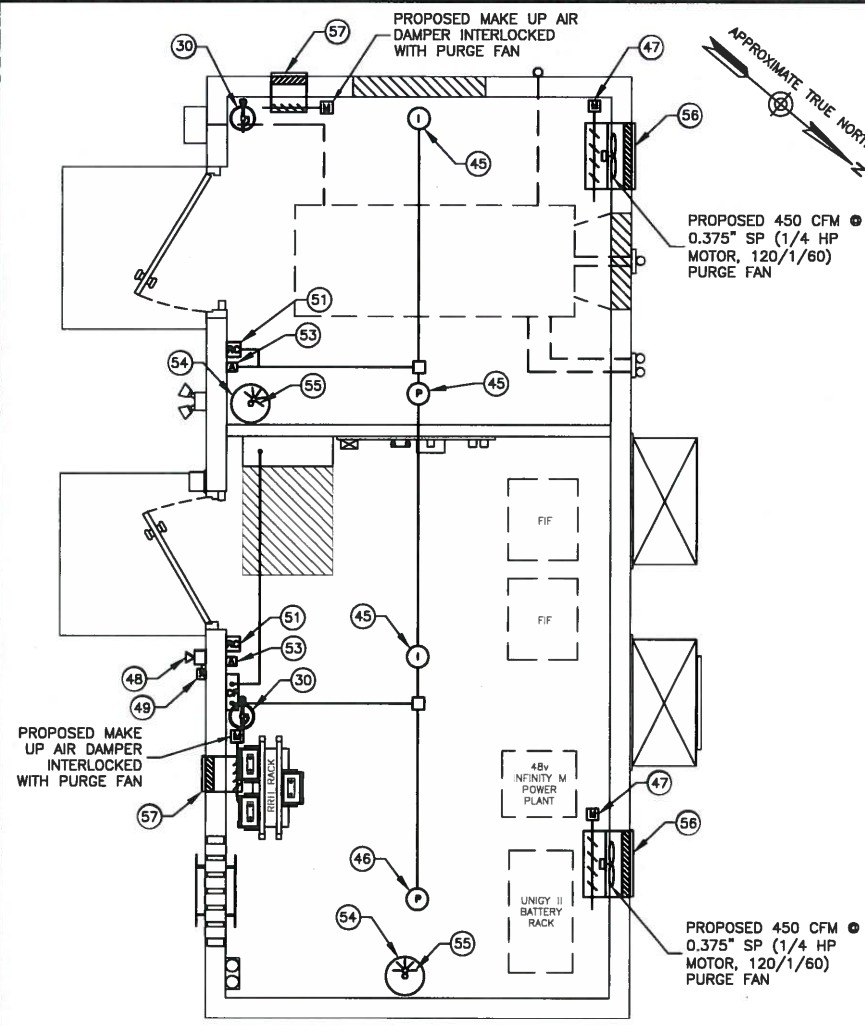 PROPOSED MAKE UP AIR
DAMPER INTERLOCKED
WITH PURGE FAN
57
30
47
APPROXIMATE TRUE NORTH
N
M
M
56
I
45
PROPOSED 450 CFM @
0.375" SP (1/4 HP
MOTOR, 120/1/60)
PURGE FAN
51
53
54
55
P
45
FIF
FIF
51
45
I
48
53
49
30
PROPOSED MAKE
UP AIR DAMPER
INTERLOCKED
WITH PURGE FAN
57
RACK
48v
INFINITY M
POWER
PLANT
47
56
46
P
UNIGY II
BATTERY
RACK
54
55
PROPOSED 450 CFM @
0.375" SP (1/4 HP
MOTOR, 120/1/60)
PURGE FAN